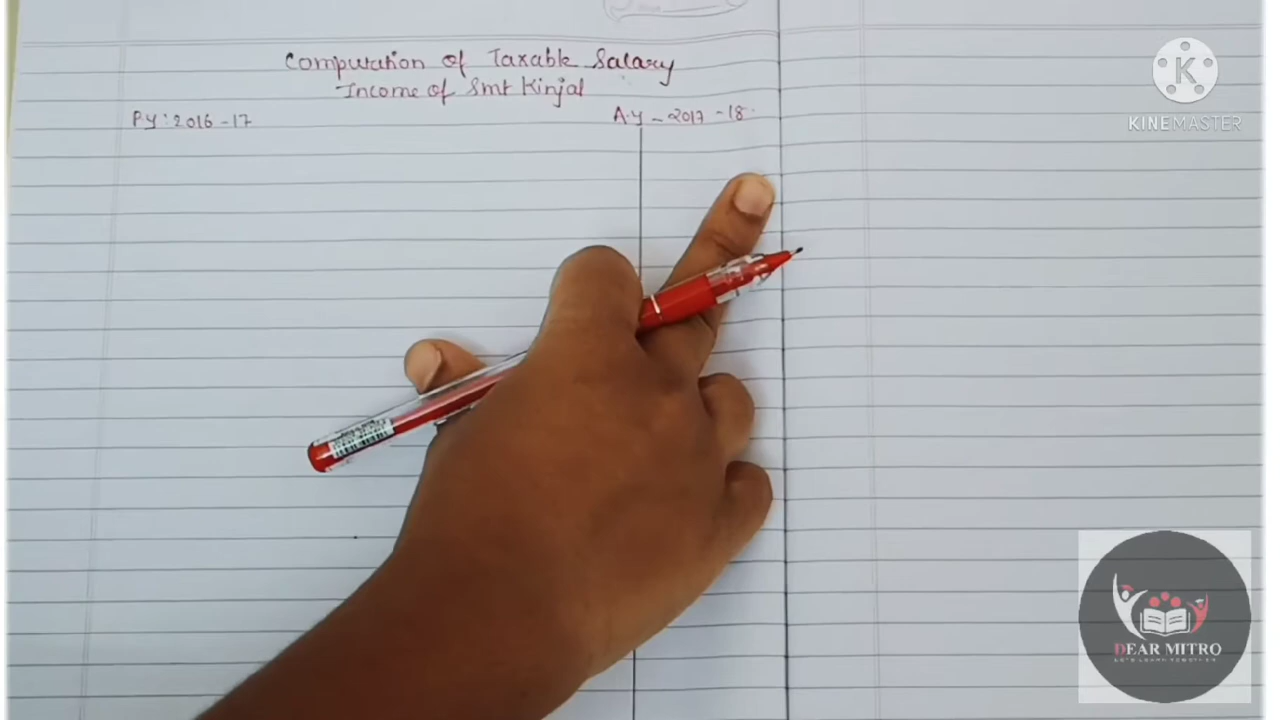 Computation of Taxable Salary
Income of Smt Kinjal
P.Y : 2016 - 17
A.Y - 2017 - 18
KINEMASTER
DEAR MITRO